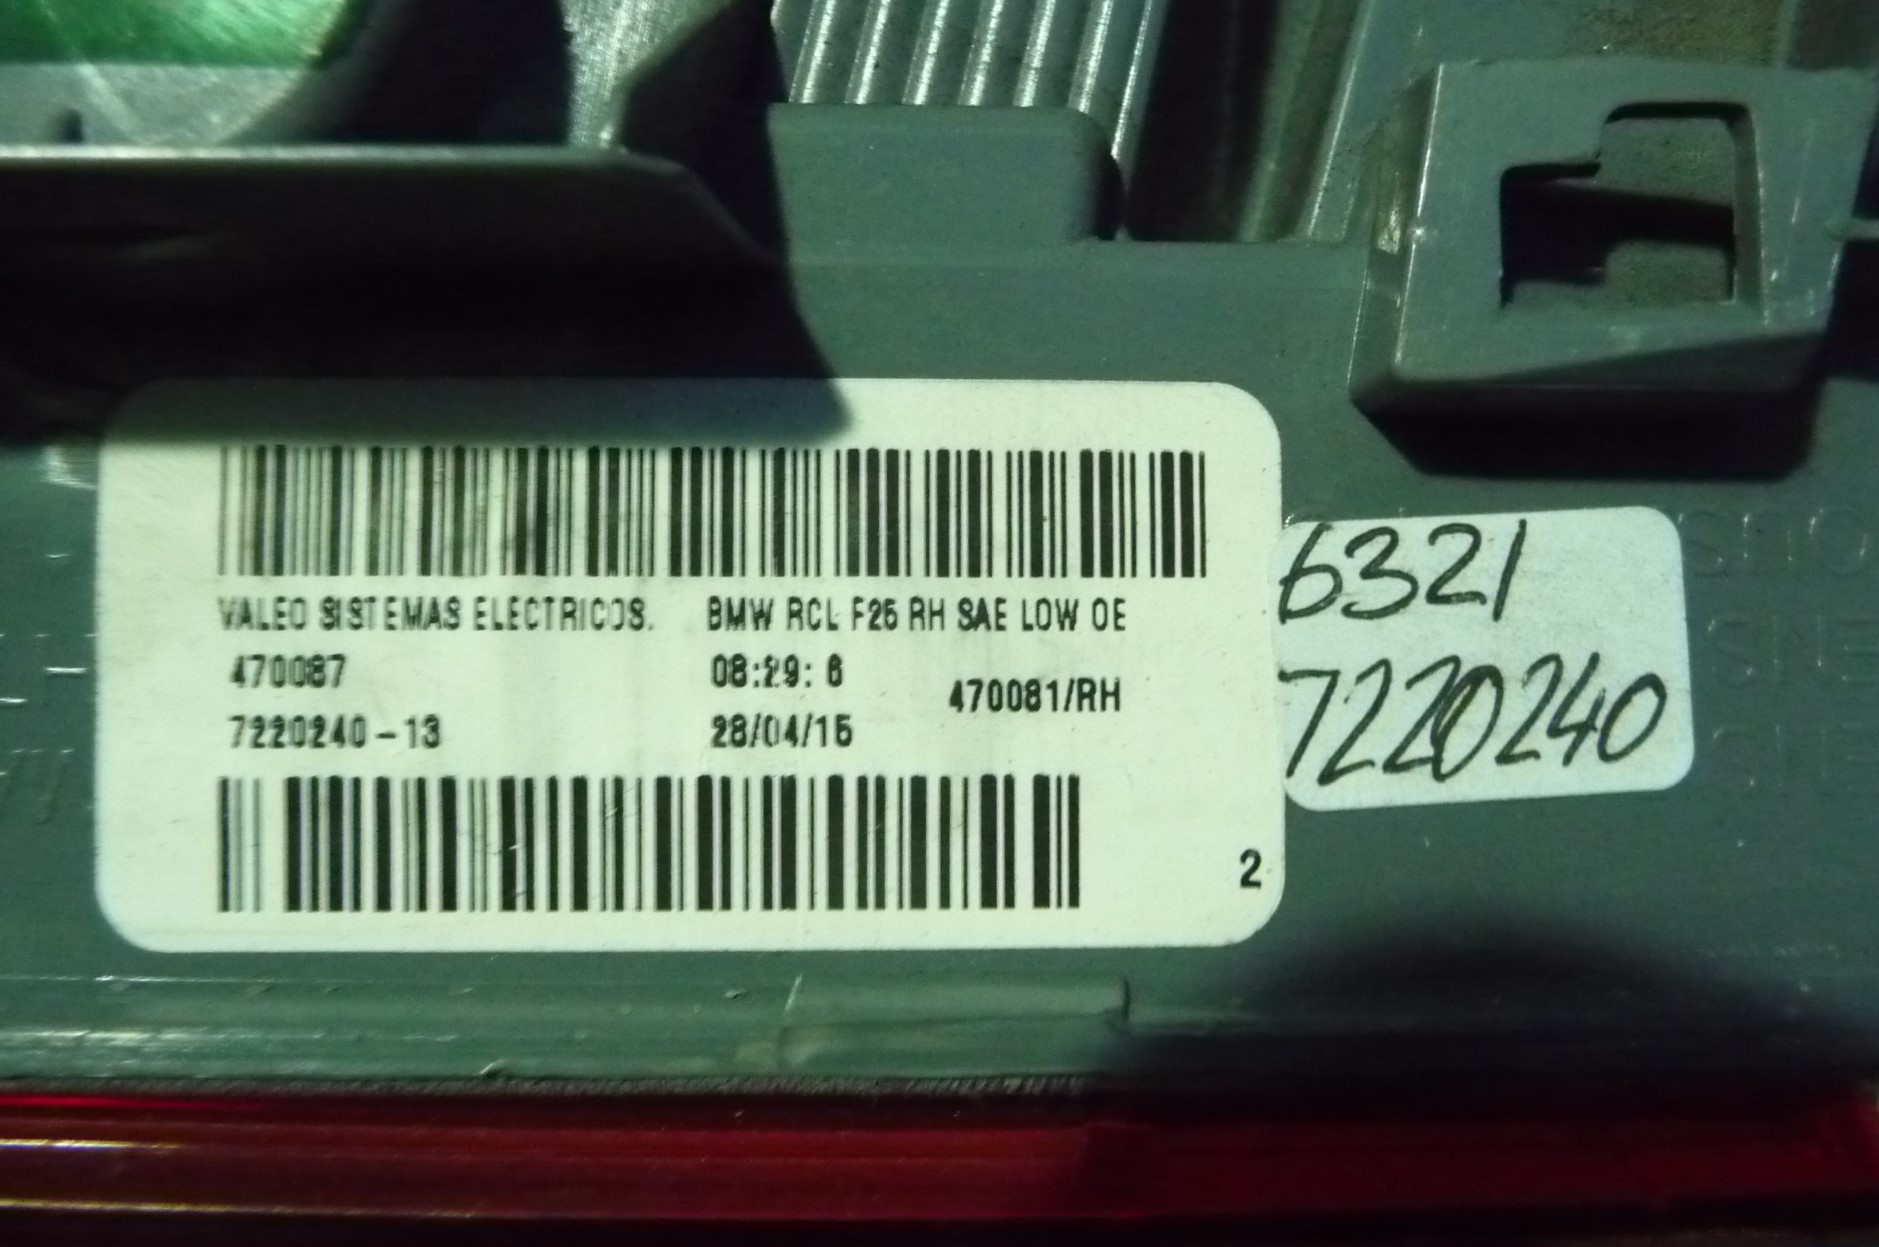 VALEO SISTEMAS ELECTRICOS. BMW RCL F25 RH SAE LOW OE
470087 08:29: 6 470081/RH
7220240-13 28/04/15
2
6321
7220240